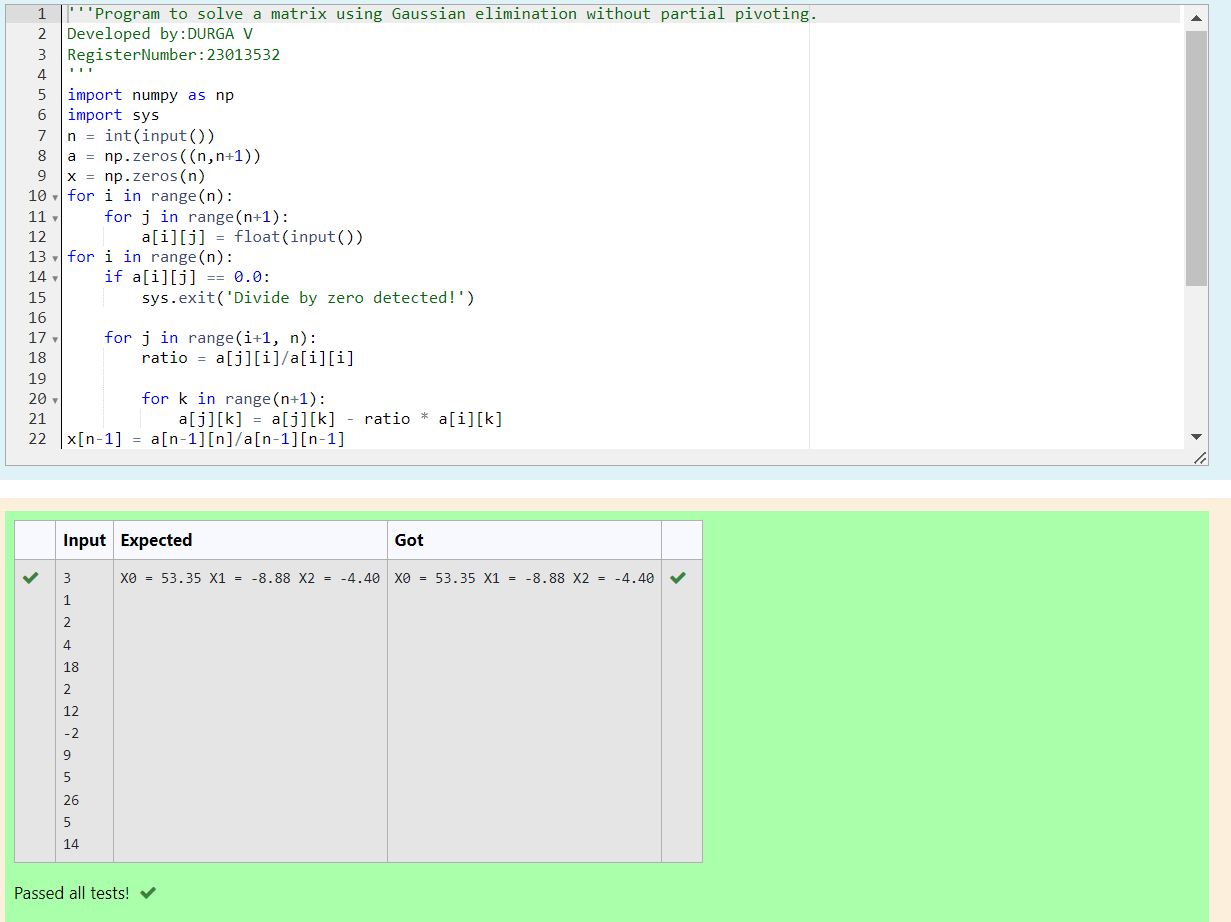 1 '''Program to solve a matrix using Gaussian elimination without partial pivoting.
2 Developed by:DURGA V
3 RegisterNumber:23013532
4 '''
5 import numpy as np
6 import sys
7 n = int(input())
8 a = np.zeros((n,n+1))
9 x = np.zeros(n)
10 for i in range(n):
11     for j in range(n+1):
12         a[i][j] = float(input())
13 for i in range(n):
14     if a[i][j] == 0.0:
15         sys.exit('Divide by zero detected!')
16
17     for j in range(i+1, n):
18         ratio = a[j][i]/a[i][i]
19
20         for k in range(n+1):
21             a[j][k] = a[j][k] - ratio * a[i][k]
22 x[n-1] = a[n-1][n]/a[n-1][n-1]
Input Expected Got
3 X0 = 53.35 X1 = -8.88 X2 = -4.40 X0 = 53.35 X1 = -8.88 X2 = -4.40
1
2
4
18
2
12
-2
9
5
26
5
14
Passed all tests!